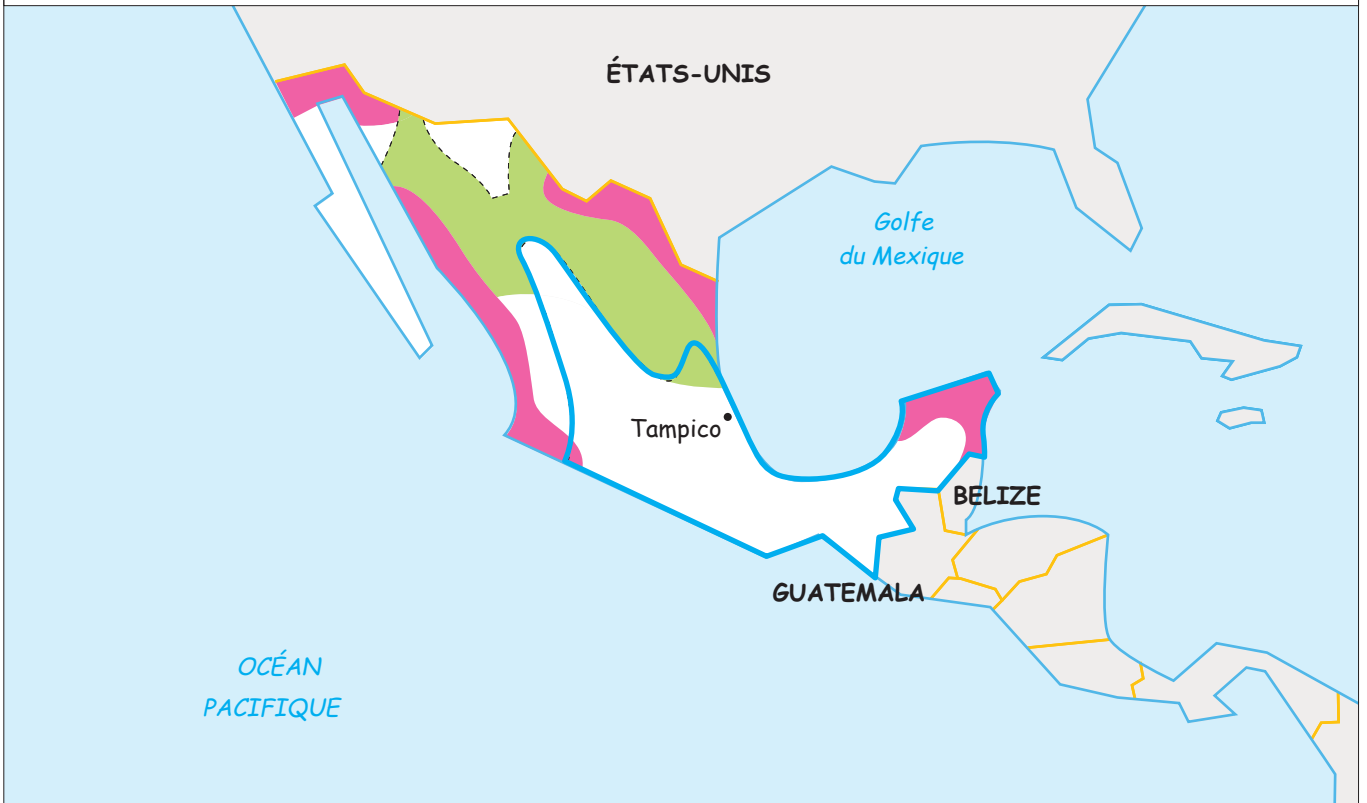 ÉTATS-UNIS
Golfe
du Mexique
Tampico
BELIZE
GUATEMALA
OCÉAN
PACIFIQUE